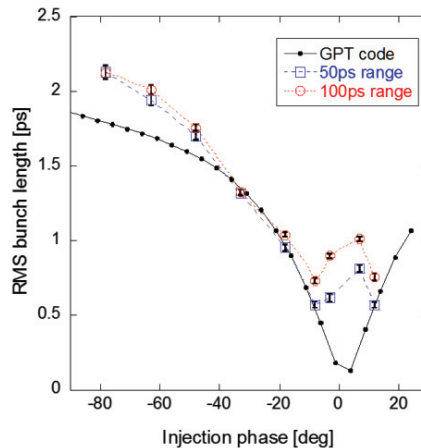 2.5
2
1.5
1
0.5
0
-80
-60
-40
-20
0
20
RMS bunch length [ps]
Injection phase [deg]
GPT code
50ps range
100ps range